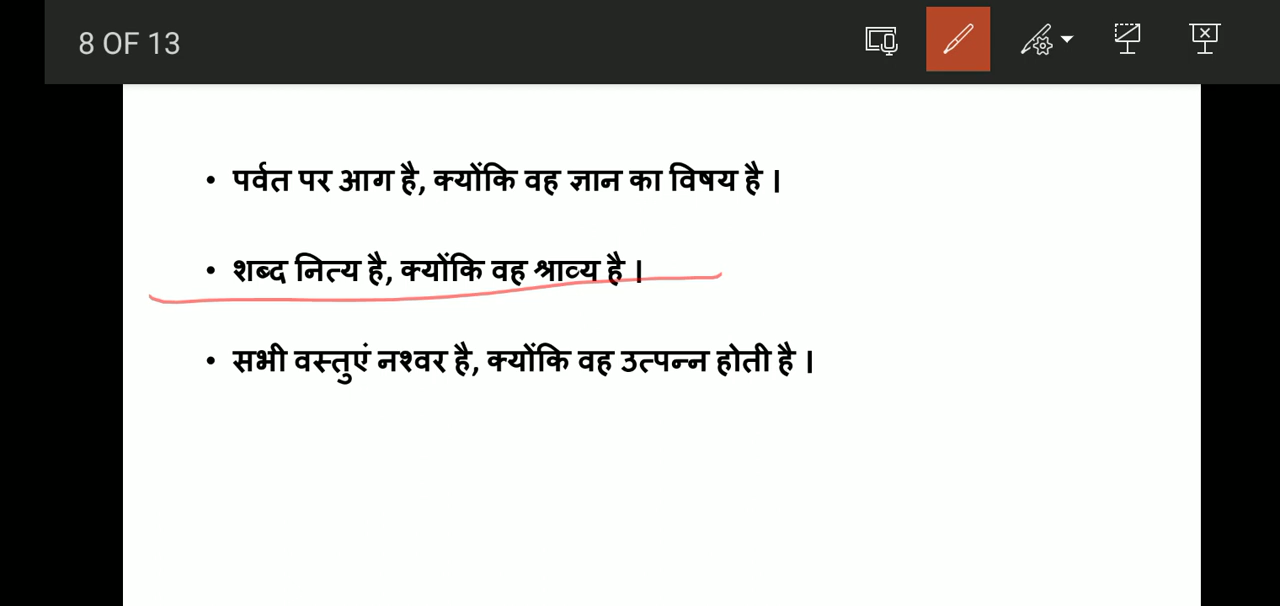 8 OF 13
• पर्वत पर आग है, क्योंकि वह ज्ञान का विषय है ।
• शब्द नित्य है, क्योंकि वह श्राव्य है ।
• सभी वस्तुएं नश्वर है, क्योंकि वह उत्पन्न होती है ।